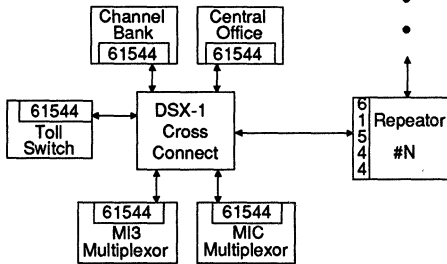 Channel
Bank
61544
Central
Office
61544
61544
Toll
Switch
DSX-1
Cross
Connect
6
1
5
4
4
Repeator
#N
61544
MI3
Multiplexor
61544
MIC
Multiplexor